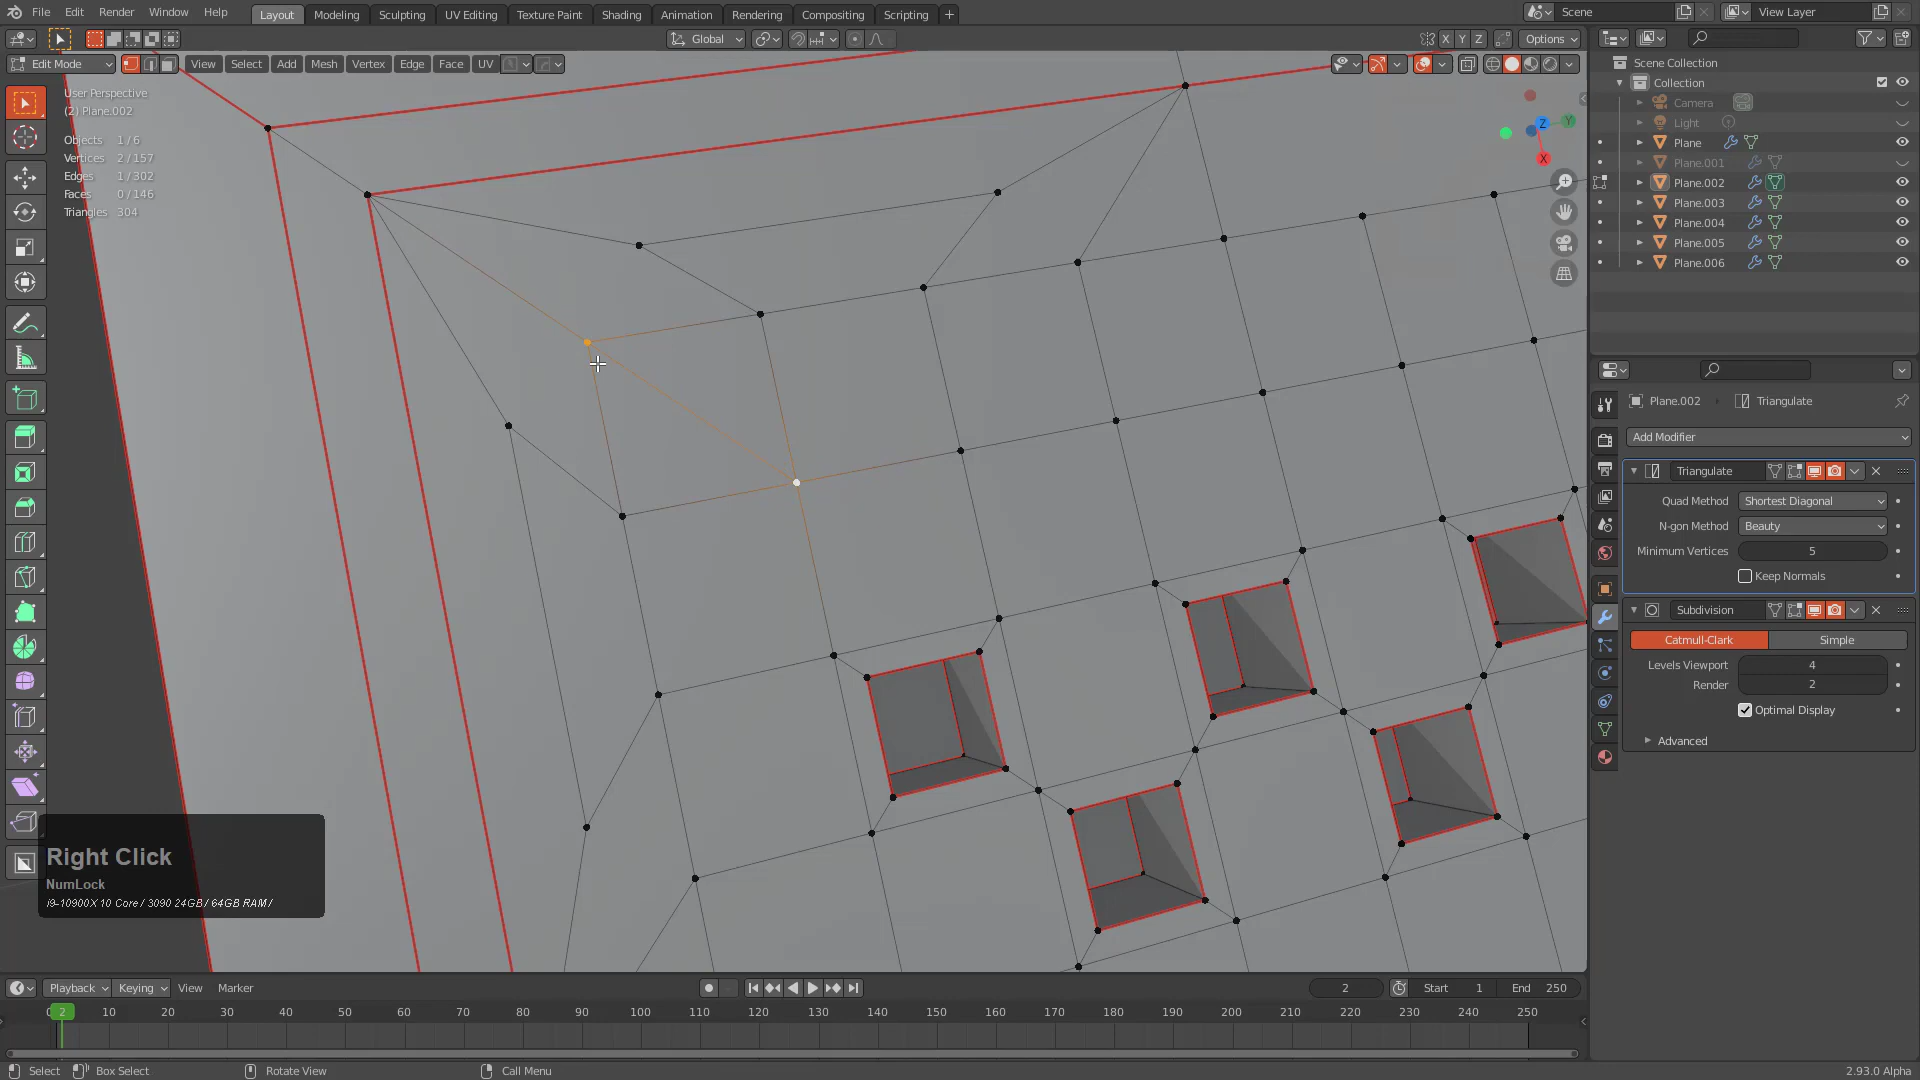 File Edit Render Window Help Layout Modeling Sculpting UV Editing Texture Paint Shading Animation Rendering Compositing Scripting + Scene View Layer
Global X Y Z Options
Edit Mode View Select Add Mesh Vertex Edge Face UV
User Perspective
(2) Plane.002
Objects 1/6
Vertices 2/157
Edges 1/302
Faces 0/146
Triangles 304
Z
Y
X
Scene Collection
Collection
Camera
Light
Plane
Plane.001
Plane.002
Plane.003
Plane.004
Plane.005
Plane.006
Plane.002 Triangulate
Add Modifier
Triangulate
Quad Method Shortest Diagonal
N-gon Method Beauty
Minimum Vertices 5
Keep Normals
Subdivision
Catmull-Clark Simple
Levels Viewport 4
Render 2
Optimal Display
Advanced
Right Click
NumLock
i9-10900X 10 Core / 3090 24GB / 64GB RAM /
Playback Keying View Marker 2 Start 1 End 250
0 2 10 20 30 40 50 60 70 80 90 100 110 120 130 140 150 160 170 180 190 200 210 220 230 240 250
Select Box Select Rotate View Call Menu 2.93.0 Alpha